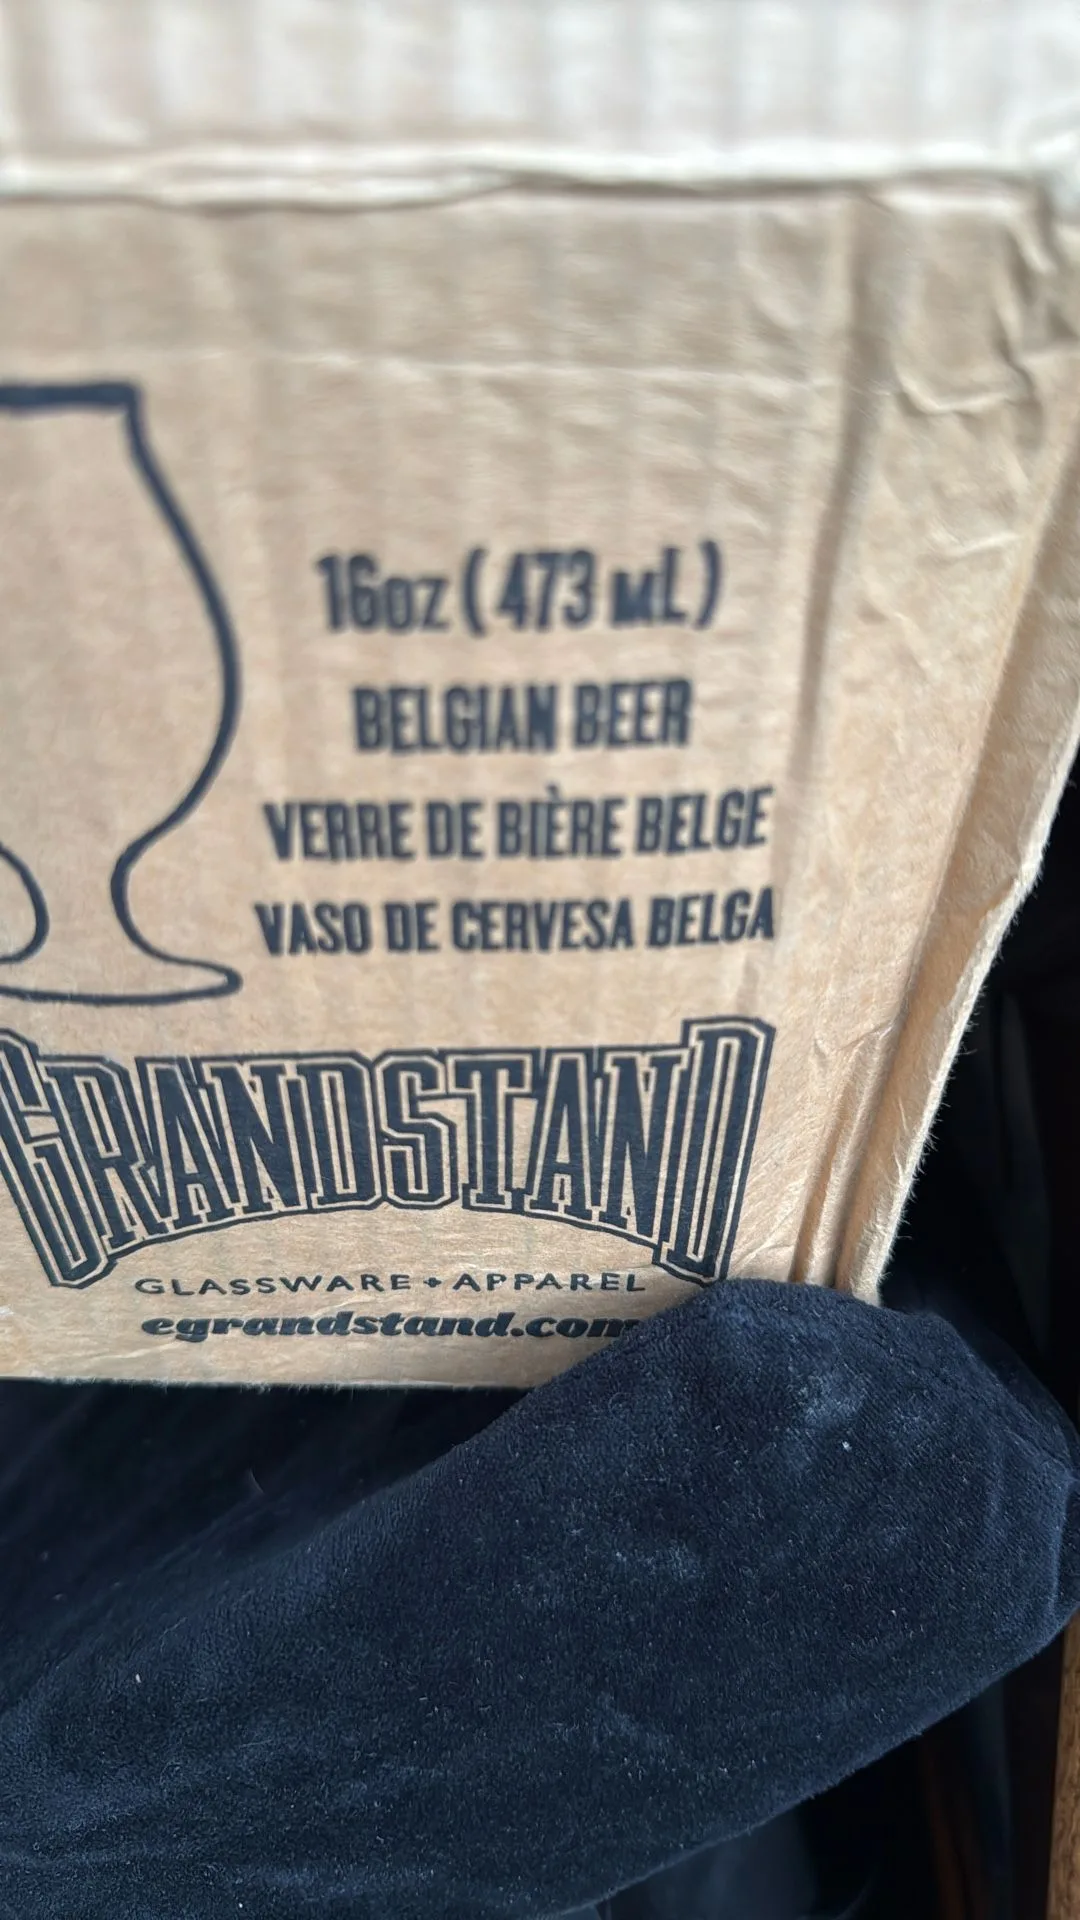 16oz (473 mL)
BELGIAN BEER
VERRE DE BIÈRE BELGE
VASO DE CERVESA BELGA
GRANDSTAND
GLASSWARE + APPAREL
egrandstand.com